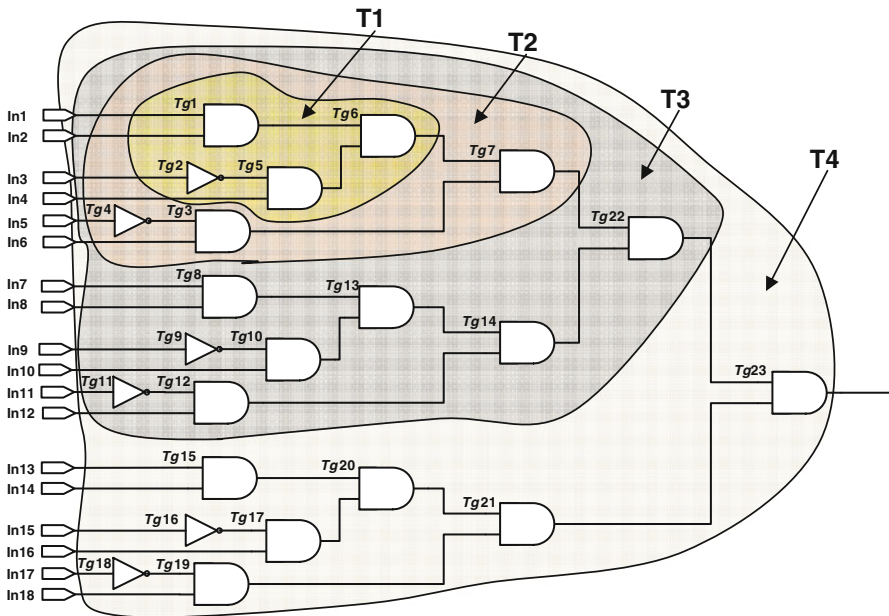 T1
T2
T3
T4
In1
Tg1
Tg6
In2
Tg7
In3
Tg2
Tg5
In4
In5
Tg4
Tg3
Tg22
In6
In7
Tg8
Tg13
In8
Tg14
In9
Tg9
Tg10
In10
In11
Tg11
Tg12
Tg23
In12
In13
Tg15
Tg20
In14
Tg21
In15
Tg16
Tg17
In16
In17
Tg18
Tg19
In18